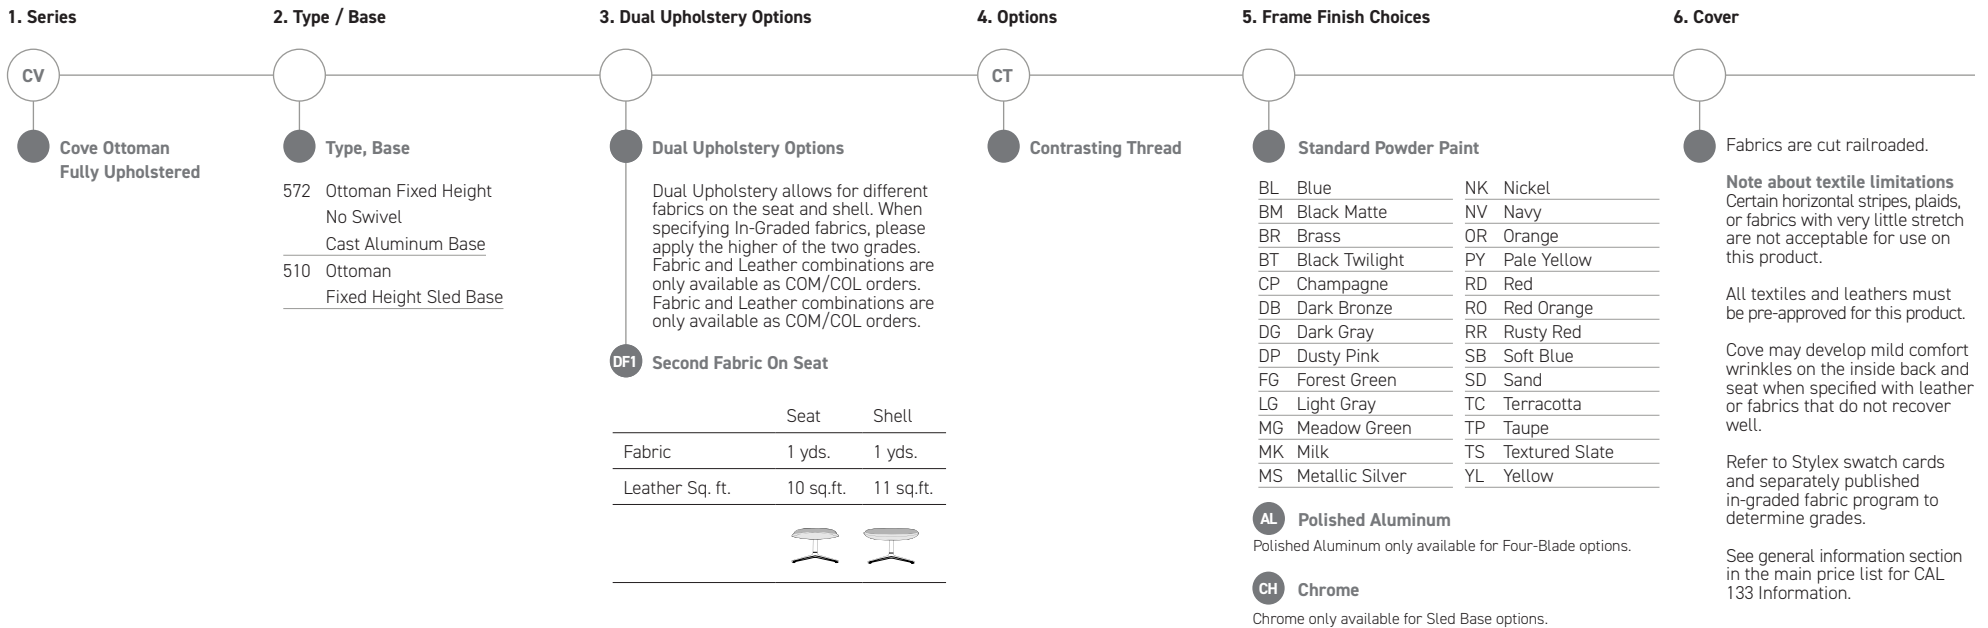 1. Series
CV
Cove Ottoman
Fully Upholstered
2. Type / Base
Type, Base
572 Ottoman Fixed Height
No Swivel
Cast Aluminum Base
510 Ottoman
Fixed Height Sled Base
3. Dual Upholstery Options
Dual Upholstery Options
Dual Upholstery allows for different
fabrics on the seat and shell. When
specifying In-Graded fabrics, please
apply the higher of the two grades.
Fabric and Leather combinations are
only available as COM/COL orders.
Fabric and Leather combinations are
only available as COM/COL orders.
DF1 Second Fabric On Seat
Seat Shell
Fabric 1 yds. 1 yds.
Leather Sq. ft. 10 sq.ft. 11 sq.ft.
4. Options
CT
Contrasting Thread
5. Frame Finish Choices
Standard Powder Paint
BL Blue
BM Black Matte
BR Brass
BT Black Twilight
CP Champagne
DB Dark Bronze
DG Dark Gray
DP Dusty Pink
FG Forest Green
LG Light Gray
MG Meadow Green
MK Milk
MS Metallic Silver
NK Nickel
NV Navy
OR Orange
PY Pale Yellow
RD Red
RO Red Orange
RR Rusty Red
SB Soft Blue
SD Sand
TC Terracotta
TP Taupe
TS Textured Slate
YL Yellow
AL Polished Aluminum
Polished Aluminum only available for Four-Blade options.
CH Chrome
Chrome only available for Sled Base options.
6. Cover
Fabrics are cut railroaded.
Note about textile limitations
Certain horizontal stripes, plaids,
or fabrics with very little stretch
are not acceptable for use on
this product.
All textiles and leathers must
be pre-approved for this product.
Cove may develop mild comfort
wrinkles on the inside back and
seat when specified with leather
or fabrics that do not recover
well.
Refer to Stylex swatch cards
and separately published
in-graded fabric program to
determine grades.
See general information section
in the main price list for CAL
133 Information.